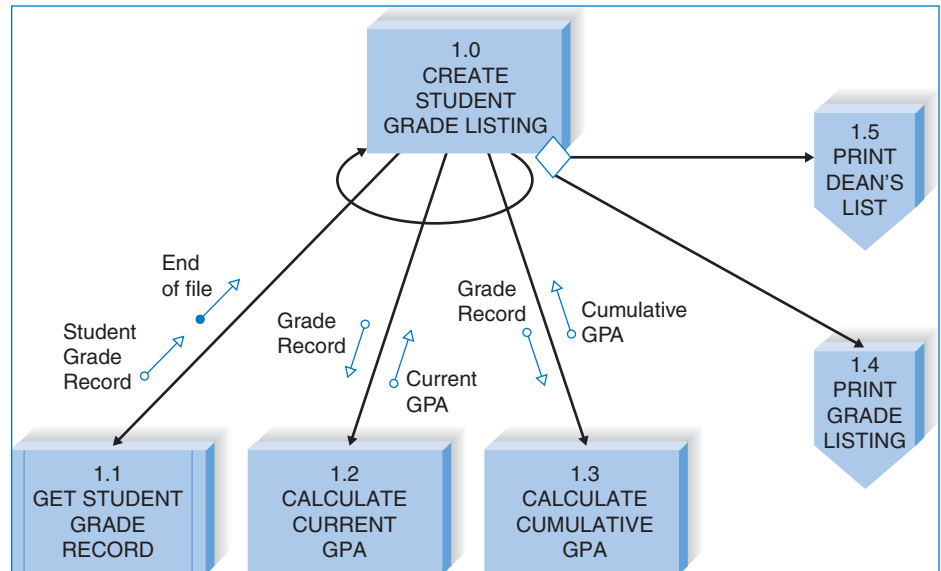 1.0
CREATE
STUDENT
GRADE LISTING
1.5
PRINT
DEAN'S
LIST
End
of file
Student
Grade
Record
Grade
Record
Current
GPA
Grade
Record
Cumulative
GPA
1.4
PRINT
GRADE
LISTING
1.1
GET STUDENT
GRADE
RECORD
1.2
CALCULATE
CURRENT
GPA
1.3
CALCULATE
CUMULATIVE
GPA